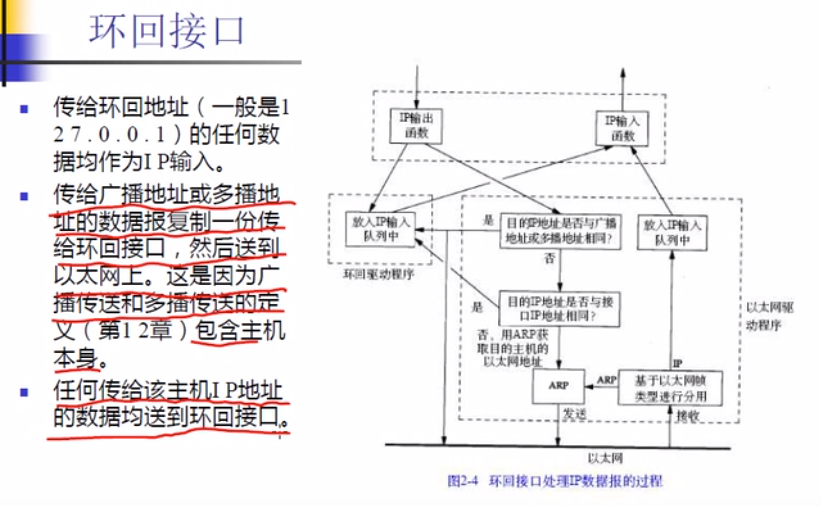 环回接口
传给环回地址（一般是1
27.0.0.1）的任何数
据均作为IP输入。
传给广播地址或多播地
址的数据报复制一份传
给环回接口，然后送到
以太网上。这是因为广
播传送和多播传送的定
义（第12章）包含主机
本身。
任何传给该主机IP地址
的数据均送到环回接口。
IP输出
函数
IP输入
函数
放入IP输入
队列中
环回驱动程序
是
目的IP地址是否与广播
地址或多播地址相同？
否
放入IP输入
队列中
是
目的IP地址是否与接
口IP地址相同？
否，用ARP获
取目的主机的
以太网地址
以太网驱
动程序
ARP
ARP
IP
基于以太网帧
类型进行分用
发送
接收
以太网
图2-4 环回接口处理IP数据报的过程